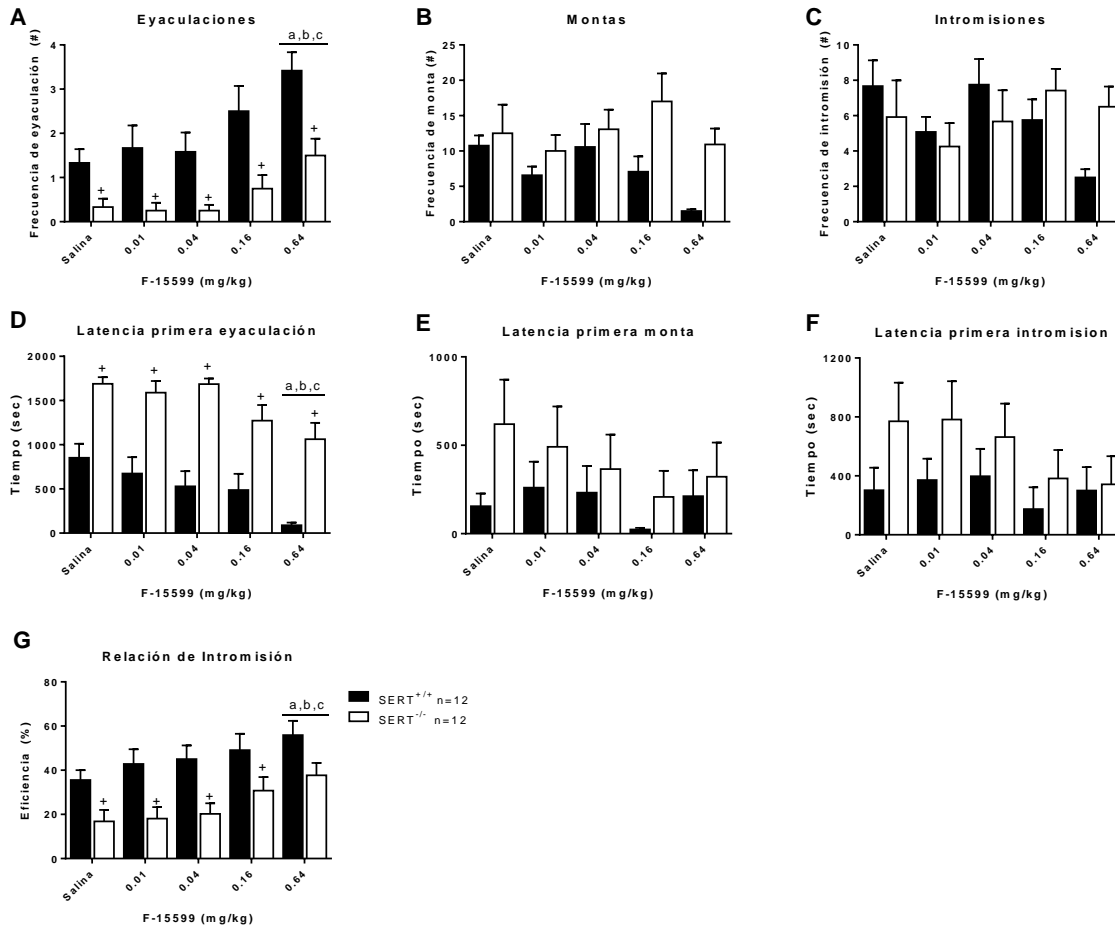 A
Eyaculaciones
Frecuencia de eyaculación (#)
4
3
2
1
0
a,b,c
+
+
+
+
+
Salina
0.01
0.04
0.16
0.64
F-15599 (mg/kg)
B
Montas
Frecuencia de monta (#)
25
20
15
10
5
0
Salina
0.01
0.04
0.16
0.64
F-15599 (mg/kg)
C
Intromisiones
Frecuencia de intromisión (#)
10
8
6
4
2
0
Salina
0.01
0.04
0.16
0.64
F-15599 (mg/kg)
D
Latencia primera eyaculación
Tiempo (sec)
2000
1500
1000
500
0
+
+
+
+
a,b,c
+
Salina
0.01
0.04
0.16
0.64
F-15599 (mg/kg)
E
Latencia primera monta
Tiempo (sec)
1000
500
0
Salina
0.01
0.04
0.16
0.64
F-15599 (mg/kg)
F
Latencia primera intromision
Tiempo (sec)
1200
800
400
0
Salina
0.01
0.04
0.16
0.64
F-15599 (mg/kg)
G
Relación de Intromisión
Eficiencia (%)
80
60
40
20
0
+
+
+
+
a,b,c
Salina
0.01
0.04
0.16
0.64
F-15599 (mg/kg)
SERT+/+ n=12
SERT-/- n=12